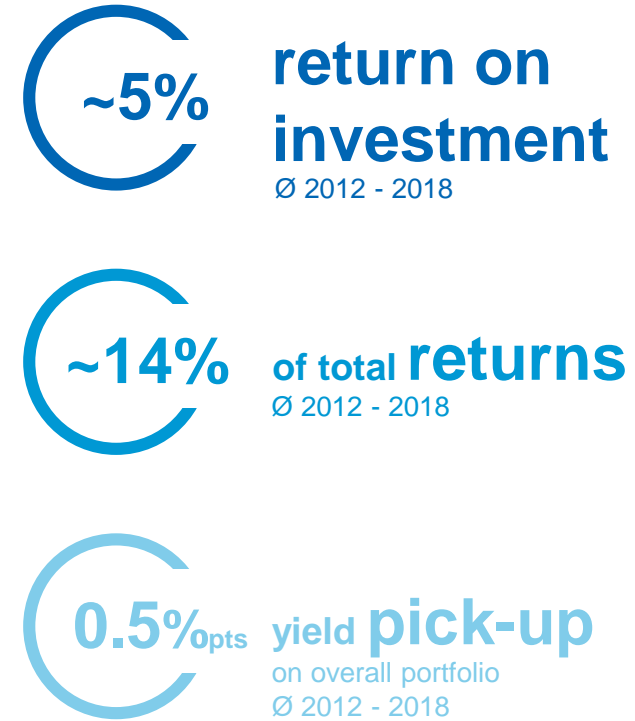 ~5%
return on
investment
Ø 2012 - 2018
~14%
of total returns
Ø 2012 - 2018
0.5%pts
yield pick-up
on overall portfolio
Ø 2012 - 2018